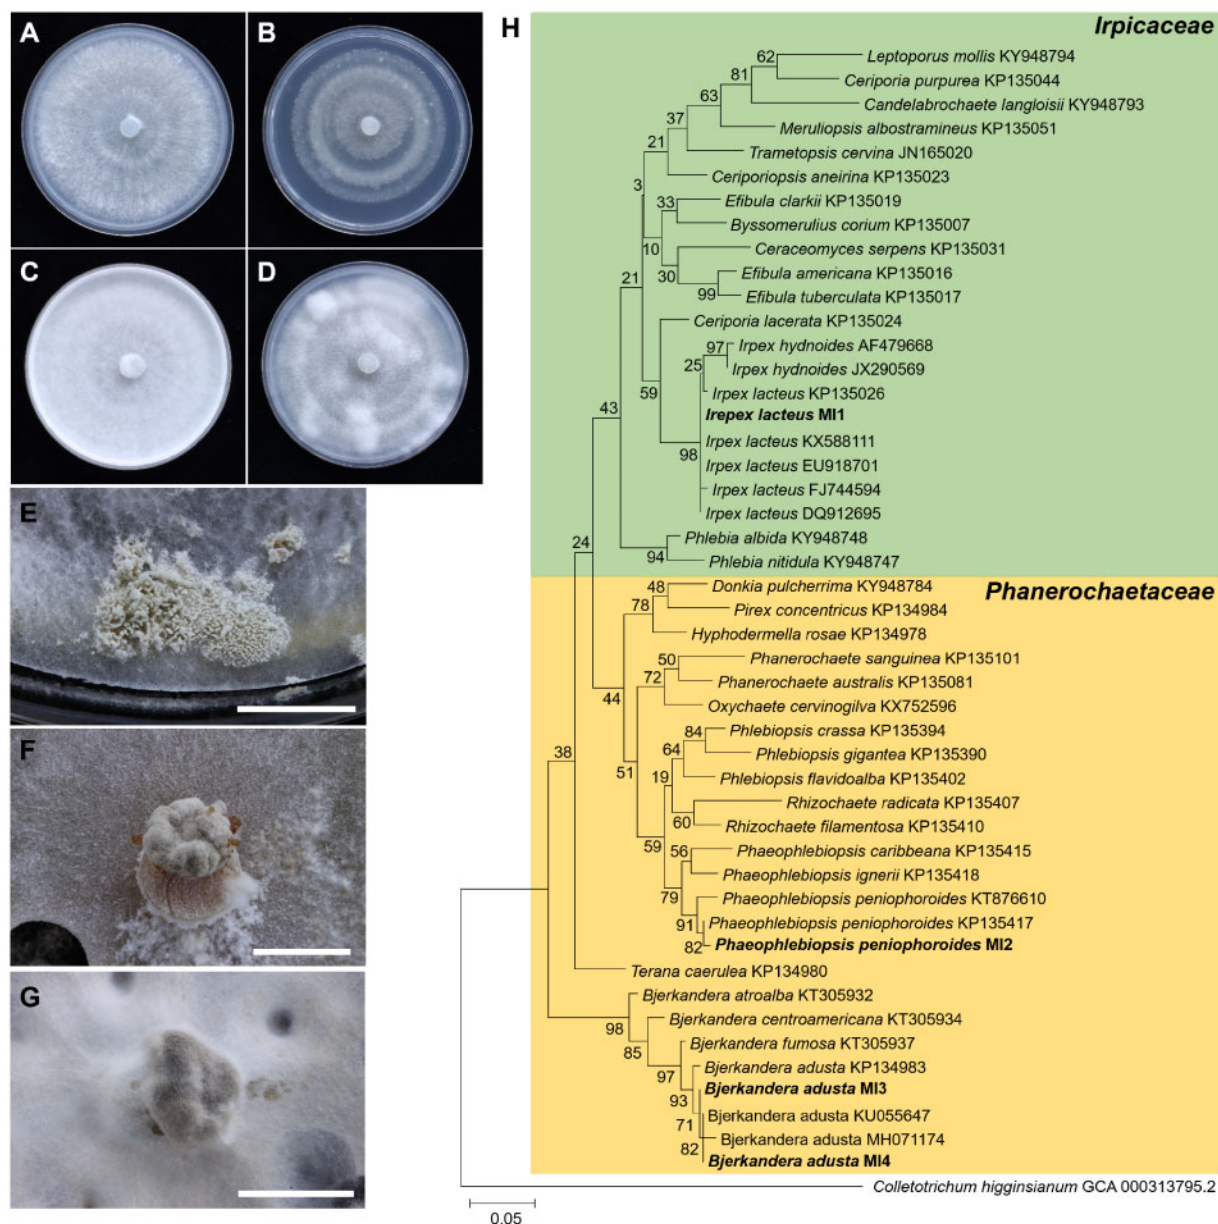 A
B
C
D
E
F
G
H
Irpicaceae
62
Leptoporus mollis KY948794
81
Ceriporia purpurea KP135044
63
Candelabrochaete langloisii KY948793
37
Meruliopsis albostramineus KP135051
21
Trametopsis cervina JN165020
Ceriporiopsis aneirina KP135023
3
33
Efibula clarkii KP135019
Byssomerulius corium KP135007
10
Ceraceomyces serpens KP135031
30
Efibula americana KP135016
21
99
Efibula tuberculata KP135017
Ceriporia lacerata KP135024
97
Irpex hydnoides AF479668
25
Irpex hydnoides JX290569
59
Irpex lacteus KP135026
43
Irepex lacteus MI1
Irpex lacteus KX588111
98
Irpex lacteus EU918701
Irpex lacteus FJ744594
Irpex lacteus DQ912695
24
Phlebia albida KY948748
94
Phlebia nitidula KY948747
Phanerochaetaceae
48
Donkia pulcherrima KY948784
78
Pirex concentricus KP134984
Hyphodermella rosae KP134978
50
Phanerochaete sanguinea KP135101
72
Phanerochaete australis KP135081
44
Oxychaete cervinogilva KX752596
84
Phlebiopsis crassa KP135394
64
Phlebiopsis gigantea KP135390
38
51
19
Phlebiopsis flavidoalba KP135402
Rhizochaete radicata KP135407
60
Rhizochaete filamentosa KP135410
59
56
Phaeophlebiopsis caribbeana KP135415
Phaeophlebiopsis ignerii KP135418
79
Phaeophlebiopsis peniophoroides KT876610
91
Phaeophlebiopsis peniophoroides KP135417
82
Phaeophlebiopsis peniophoroides MI2
Terana caerulea KP134980
Bjerkandera atroalba KT305932
98
Bjerkandera centroamericana KT305934
85
Bjerkandera fumosa KT305937
97
Bjerkandera adusta KP134983
Bjerkandera adusta MI3
93
Bjerkandera adusta KU055647
71
Bjerkandera adusta MH071174
82
Bjerkandera adusta MI4
Colletotrichum higginsianum GCA 000313795.2
0.05